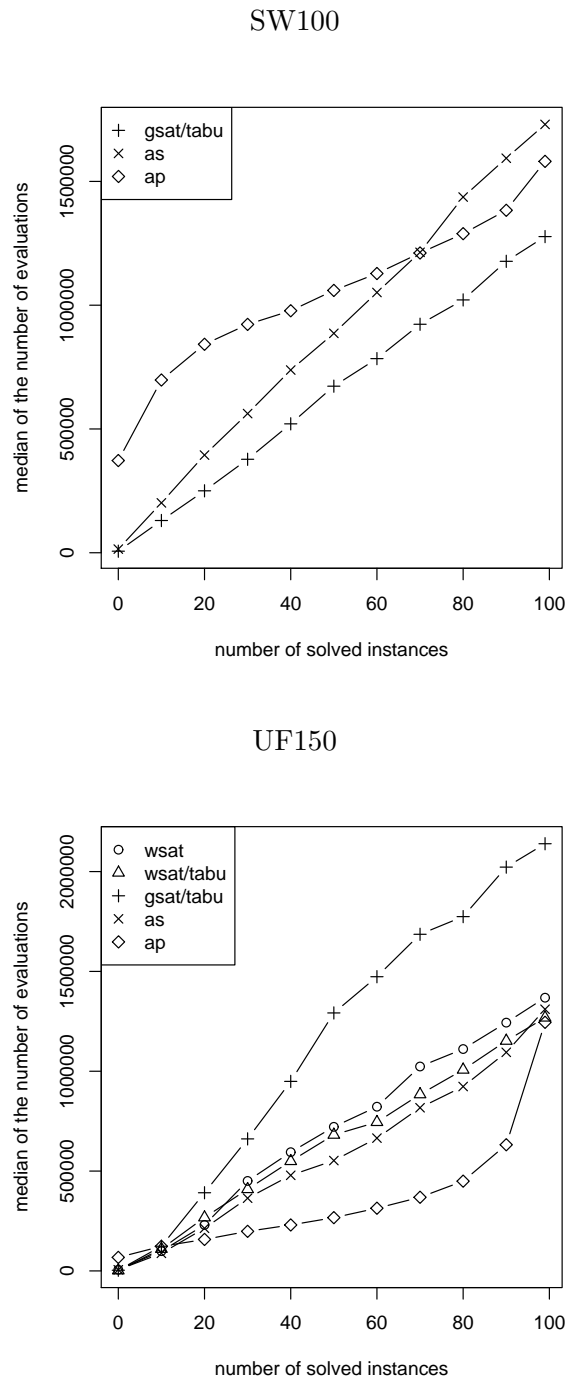 SW100
gsat/tabu
as
ap
median of the number of evaluations
0 500000 1000000 1500000
0 20 40 60 80 100
number of solved instances
UF150
wsat
wsat/tabu
gsat/tabu
as
ap
median of the number of evaluations
0 500000 1000000 1500000 2000000
0 20 40 60 80 100
number of solved instances